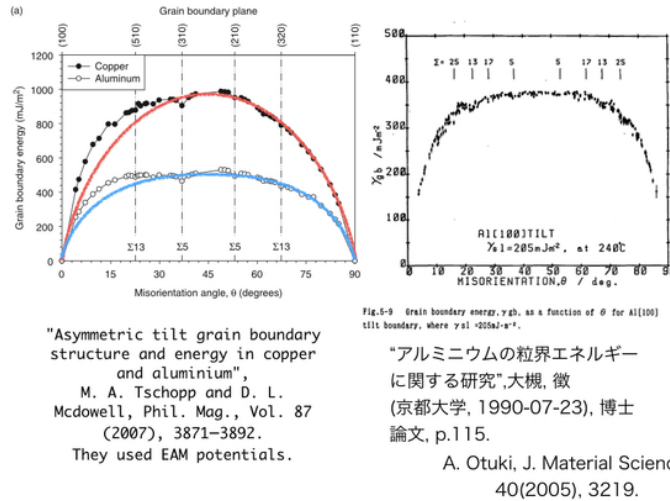 (a)
Grain boundary plane
(100)
(510)
(310)
(210)
(320)
(110)
Grain boundary energy (mJ/m²)
1200
1000
800
600
400
200
0
Copper
Aluminum
Σ13
Σ5
Σ5
Σ13
0
15
30
45
60
75
90
Misorientation angle, θ (degrees)
"Asymmetric tilt grain boundary
structure and energy in copper
and aluminium",
M. A. Tschopp and D. L.
Mcdowell, Phil. Mag., Vol. 87
(2007), 3871–3892.
They used EAM potentials.
γgb / mJm⁻²
500
400
300
200
100
0
Σ= 25 13 17 5 5 17 13 25
Al[100]TILT
γsl=205mJm⁻², at 240℃
0 10 20 30 40 50 60 70 80 90
MISORIENTATION,θ / deg.
Fig.5-9 Grain boundary energy,γgb, as a function of θ for Al[100]
tilt boundary, where γsl =205mJ·m⁻².
“アルミニウムの粒界エネルギー
に関する研究”,大槻, 徴
(京都大学, 1990-07-23), 博士
論文, p.115.
A. Otuki, J. Material Scienc
40(2005), 3219.